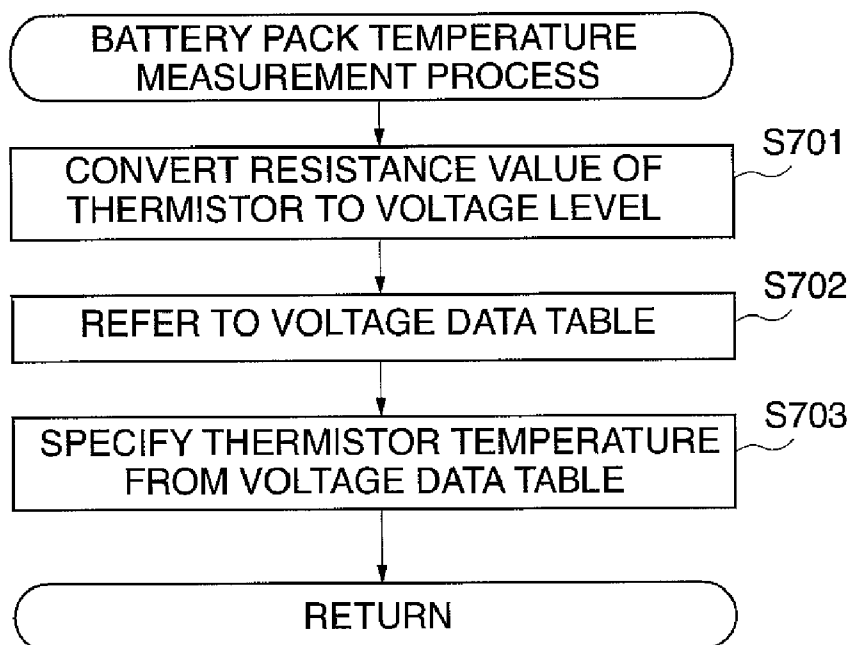 BATTERY PACK TEMPERATURE
MEASUREMENT PROCESS
S701
CONVERT RESISTANCE VALUE OF
THERMISTOR TO VOLTAGE LEVEL
S702
REFER TO VOLTAGE DATA TABLE
S703
SPECIFY THERMISTOR TEMPERATURE
FROM VOLTAGE DATA TABLE
RETURN